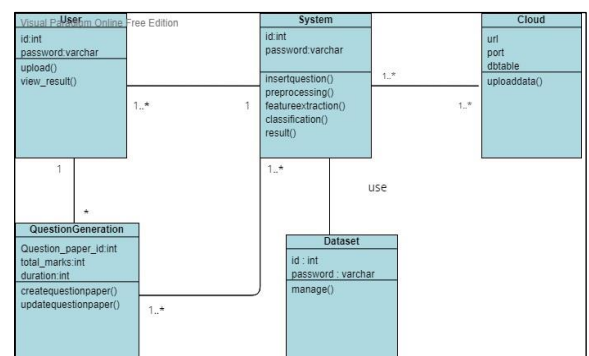 Visual Paradigm Online Free Edition
User
id:int
password:varchar
upload()
view_result()
System
id:int
password:varchar
insertquestion()
preprocessing()
featureextraction()
classification()
result()
Cloud
url
port
dbtable
uploaddata()
1..*
1
1..*
1..*
1
*
1..*
use
QuestionGeneration
Question_paper_id:int
total_marks:int
duration:int
createquestionpaper()
updatequestionpaper()
1..*
Dataset
id : int
password : varchar
manage()